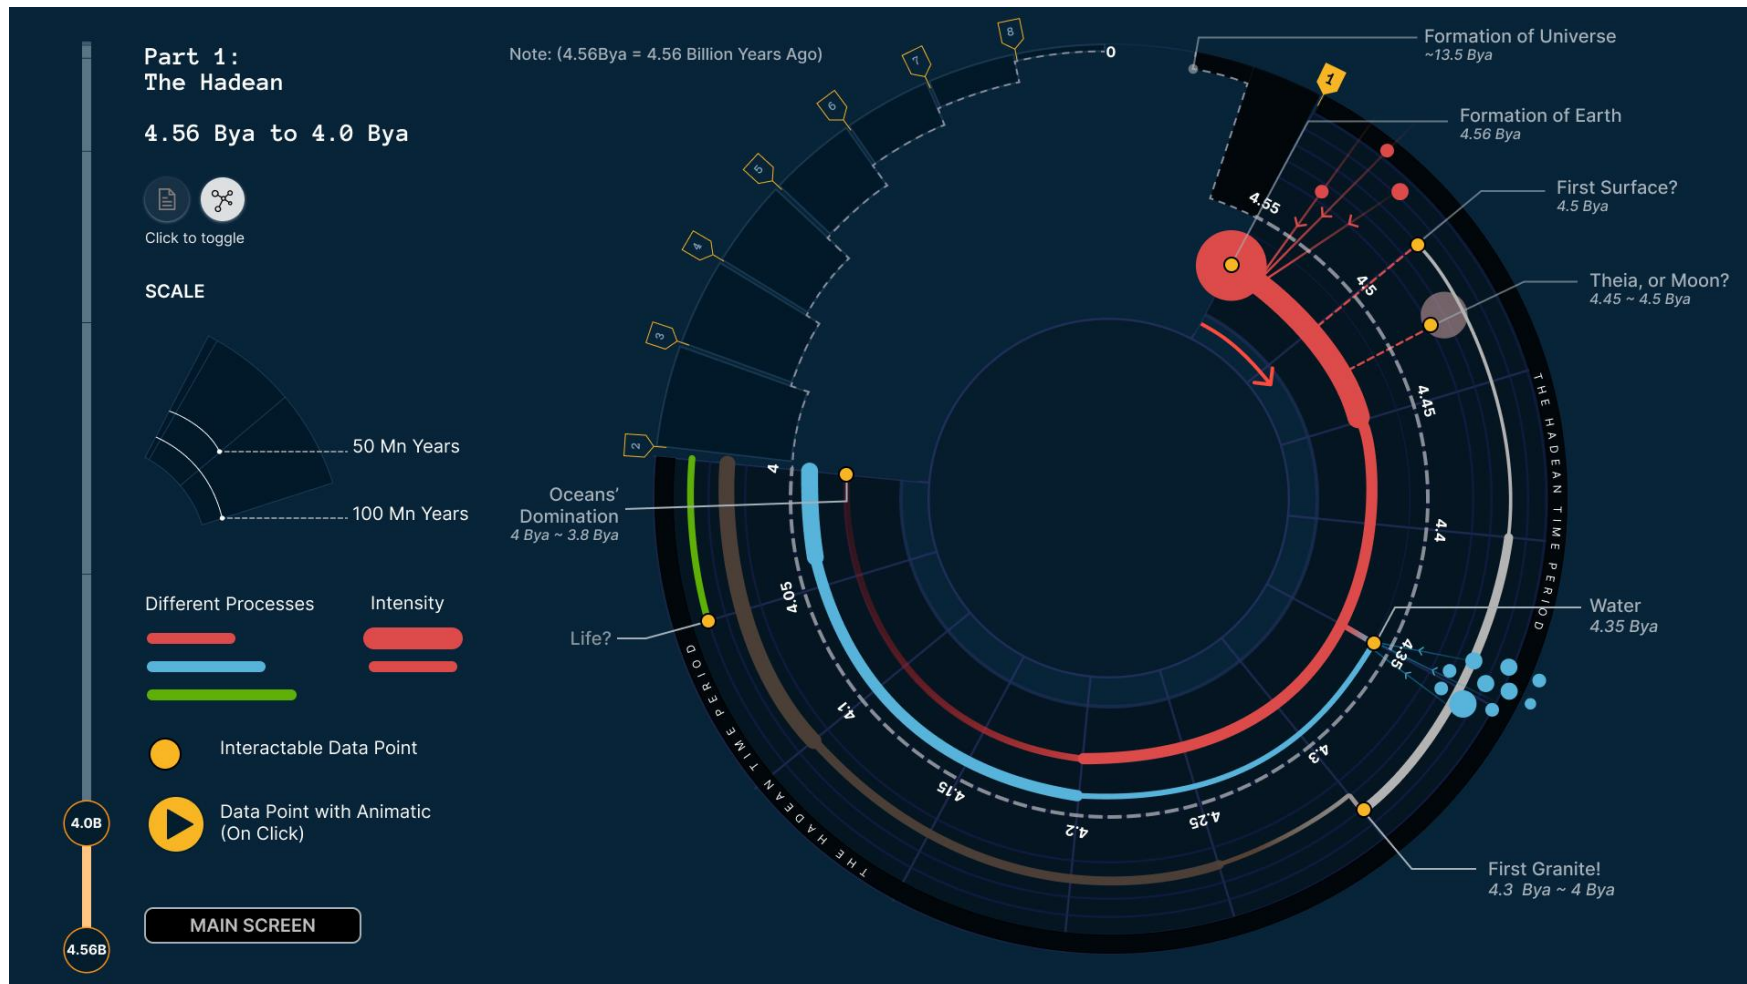 Part 1:
The Hadean
4.56 Bya to 4.0 Bya
Click to toggle
SCALE
50 Mn Years
100 Mn Years
Different Processes
Intensity
Interactable Data Point
Data Point with Animatic
(On Click)
MAIN SCREEN
4.0B
4.56B
Note: (4.56Bya = 4.56 Billion Years Ago)
8
7
6
5
4
3
2
1
0
Formation of Universe
~13.5 Bya
Formation of Earth
4.56 Bya
First Surface?
4.5 Bya
Theia, or Moon?
4.45 ~ 4.5 Bya
Water
4.35 Bya
First Granite!
4.3 Bya ~ 4 Bya
Life?
Oceans’
Domination
4 Bya ~ 3.8 Bya
4.55
4.5
4.45
4.4
4.35
4.3
4.25
4.2
4.15
4.1
4.05
4
THE HADEAN TIME PERIOD
THE HADEAN TIME PERIOD